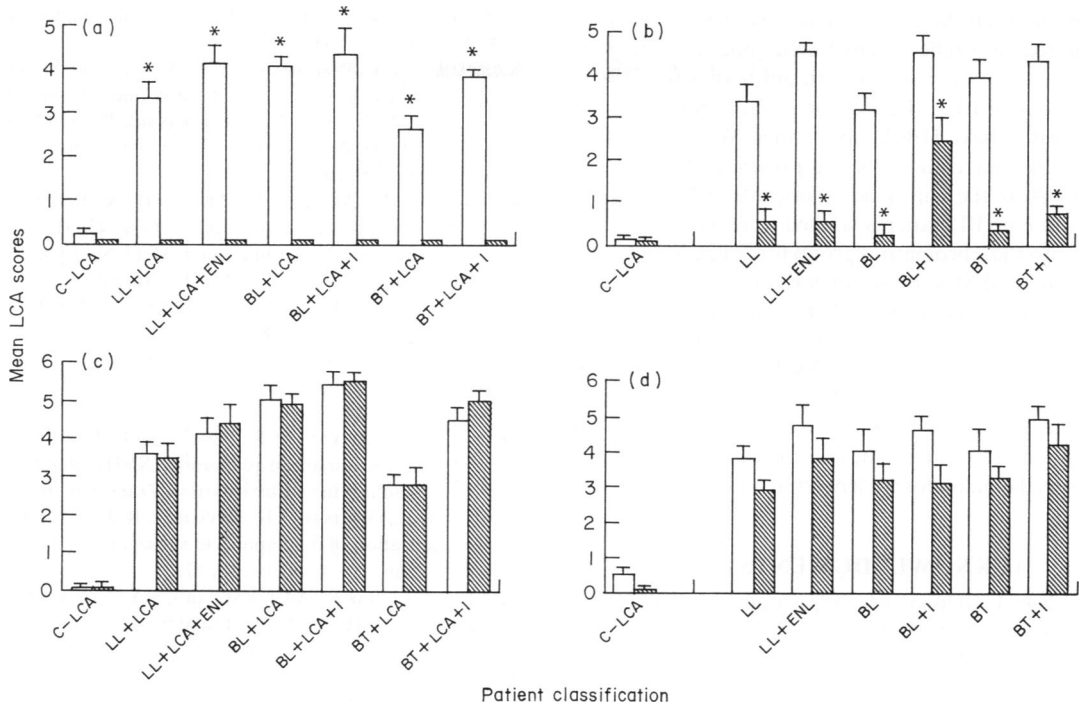 Mean LCA scores
(a)
5
4
3
2
1
0
* * * * * *
C-LCA
LL+LCA
LL+LCA+ENL
BL+LCA
BL+LCA+I
BT+LCA
BT+LCA+I
(b)
5
4
3
2
1
0
* * * * * *
C-LCA
LL
LL+ENL
BL
BL+I
BT
BT+I
(c)
6
5
4
3
2
1
0
C-LCA
LL+LCA
LL+LCA+ENL
BL+LCA
BL+LCA+I
BT+LCA
BT+LCA+I
(d)
6
5
4
3
2
1
0
C-LCA
LL
LL+ENL
BL
BL+I
BT
BT+I
Patient classification